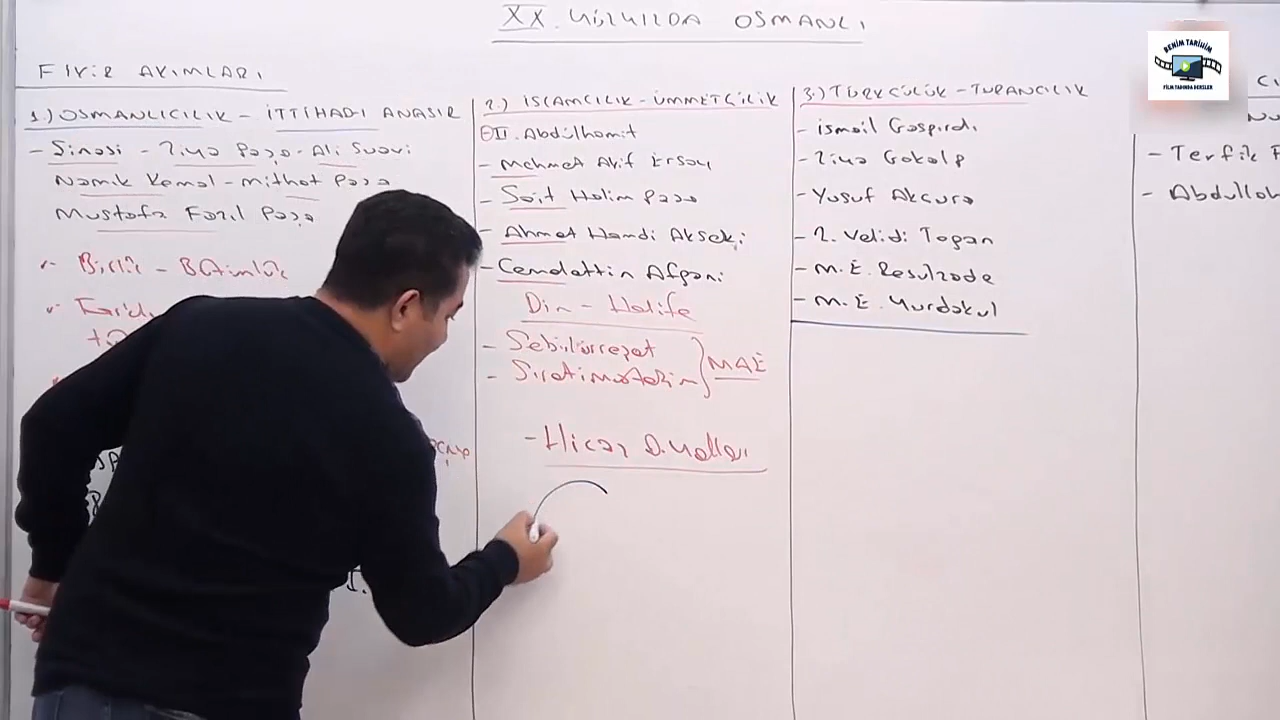 XX. YÜZYILDA OSMANLI
FİKİR AKIMLARI
1.) OSMANLICILIK - İTTİHAD-I ANASIR
- Şinasi - Ziya Paşa - Ali Suavi
Namık Kemal - Mithat Paşa
Mustafa Fazıl Paşa
Birlik - Bütünlük
2.) İSLAMCILIK - ÜMMETÇİLİK
II. Abdülhamit
- Mehmet Akif Ersoy
- Sait Halim Paşa
- Ahmet Hamdi Akseki
- Cemalettin Afgani
Din - Halife
- Sebilürreşat
- Sıratimustakim
MAE
- Hicaz D. Yolları
3.) TÜRKÇÜLÜK - TURANCILIK
- İsmail Gaspıralı
- Ziya Gökalp
- Yusuf Akçura
- Z. Velidi Togan
- M. E. Resulzade
- M. E. Yurdakul
- Tevfik F
- Abdullah
BENİM TARİHİM
FİLM TADINDA DERSLER